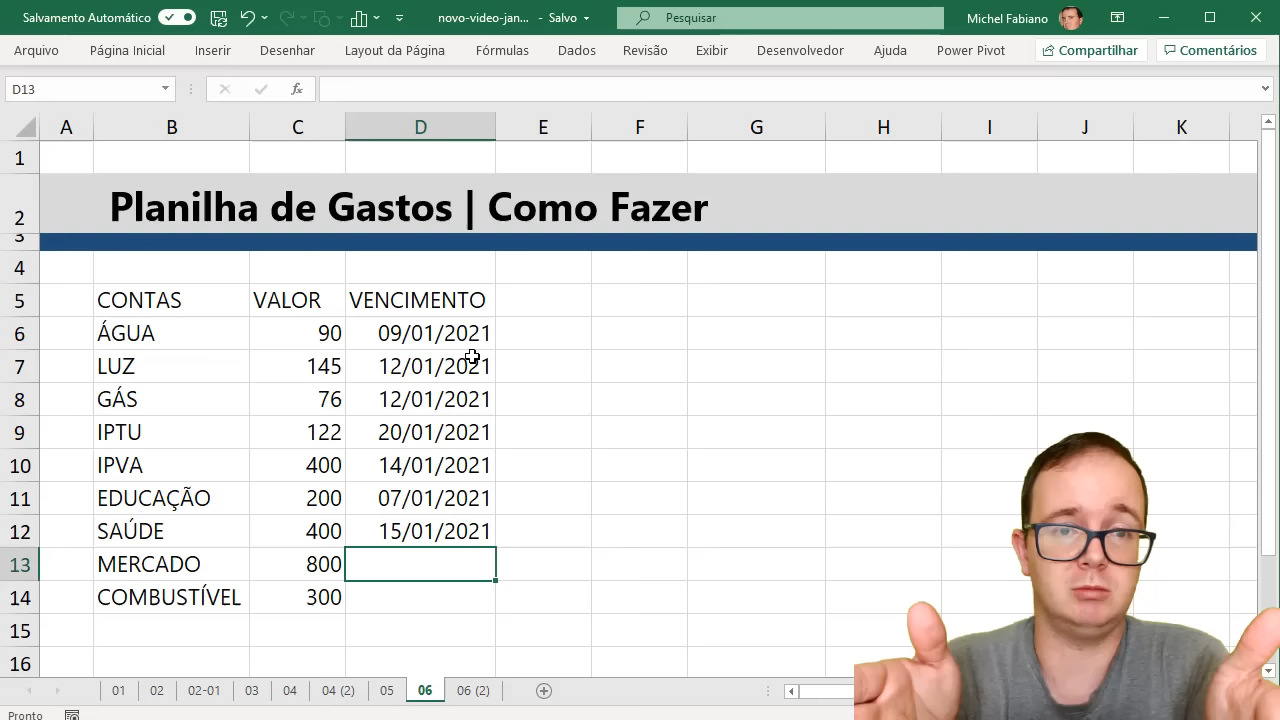 Salvamento Automático novo-video-jan... - Salvo Pesquisar Michel Fabiano
Arquivo Página Inicial Inserir Desenhar Layout da Página Fórmulas Dados Revisão Exibir Desenvolvedor Ajuda Power Pivot Compartilhar Comentários
D13 fx
A B C D E F G H I J K
1
2 Planilha de Gastos | Como Fazer
3
4
5 CONTAS VALOR VENCIMENTO
6 ÁGUA 90 09/01/2021
7 LUZ 145 12/01/2021
8 GÁS 76 12/01/2021
9 IPTU 122 20/01/2021
10 IPVA 400 14/01/2021
11 EDUCAÇÃO 200 07/01/2021
12 SAÚDE 400 15/01/2021
13 MERCADO 800
14 COMBUSTÍVEL 300
15
16
01 02 02-01 03 04 04 (2) 05 06 06 (2)
Pronto